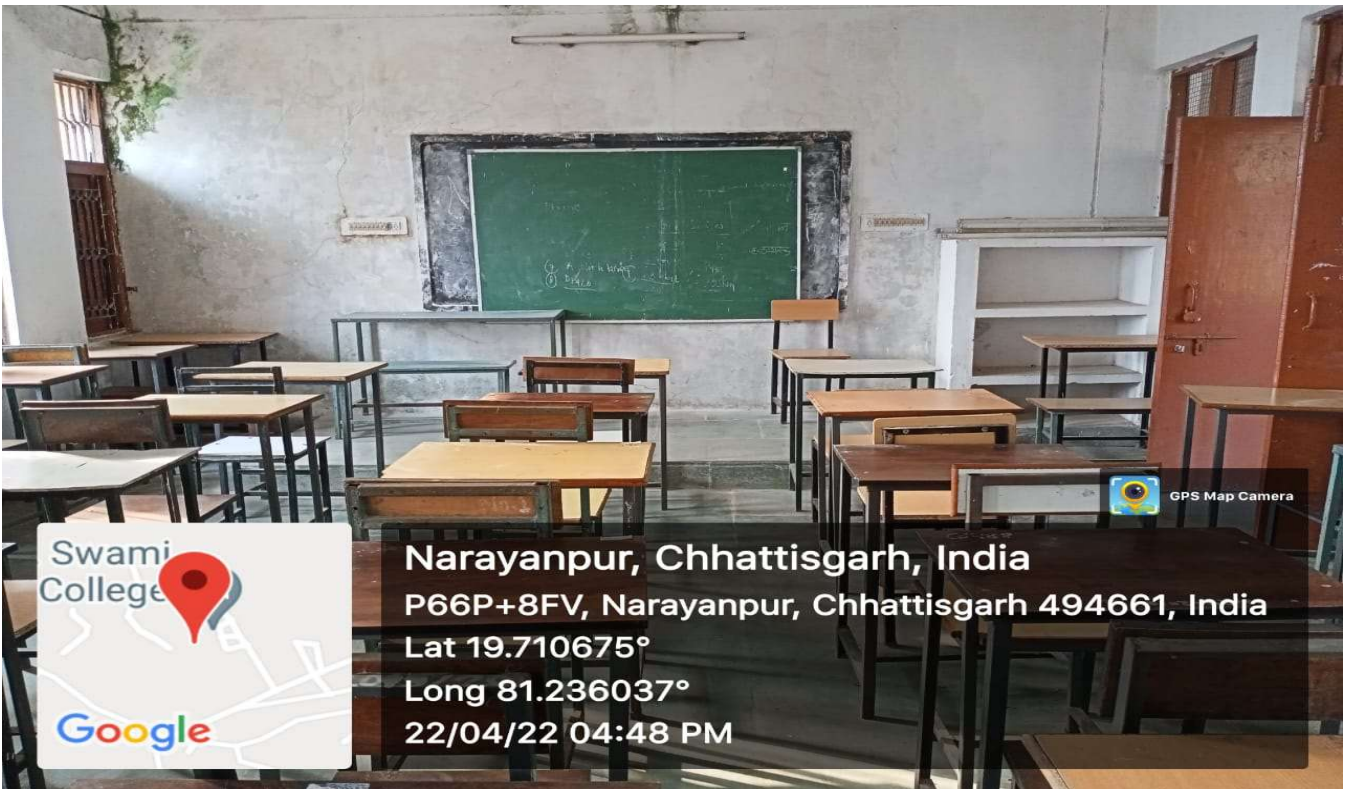 GPS Map Camera
Swami
College
Google
Narayanpur, Chhattisgarh, India
P66P+8FV, Narayanpur, Chhattisgarh 494661, India
Lat 19.710675°
Long 81.236037°
22/04/22 04:48 PM